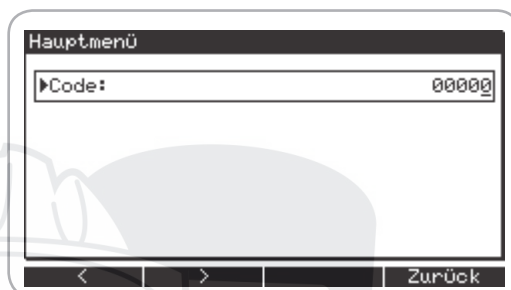 Hauptmenü
▶Code: 00000
< > Zurück